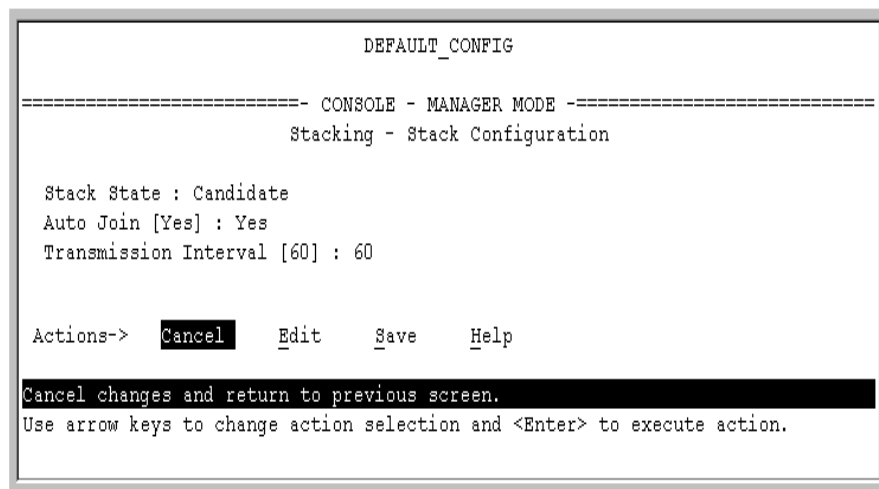 DEFAULT_CONFIG
==========================- CONSOLE - MANAGER MODE -============================
Stacking - Stack Configuration
Stack State : Candidate
Auto Join [Yes] : Yes
Transmission Interval [60] : 60
Actions-> Cancel Edit Save Help
Cancel changes and return to previous screen.
Use arrow keys to change action selection and <Enter> to execute action.